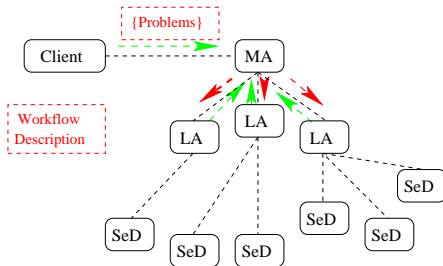 {Problems}
Client
MA
Workflow
Description
LA
LA
LA
SeD
SeD
SeD
SeD
SeD
SeD